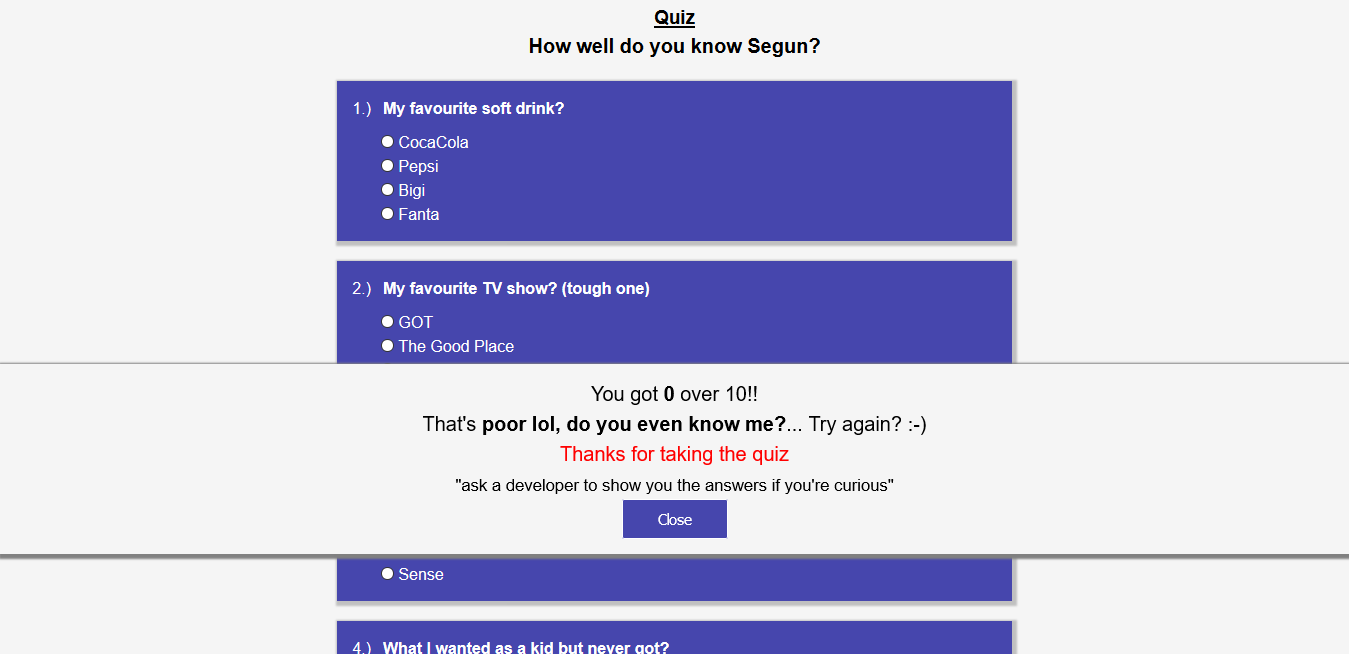 Quiz
How well do you know Segun?
1.) My favourite soft drink?
CocaCola
Pepsi
Bigi
Fanta
2.) My favourite TV show? (tough one)
GOT
The Good Place
You got 0 over 10!!
That's poor lol, do you even know me?... Try again? :-)
Thanks for taking the quiz
"ask a developer to show you the answers if you're curious"
Close
Sense
4.) What I wanted as a kid but never got?